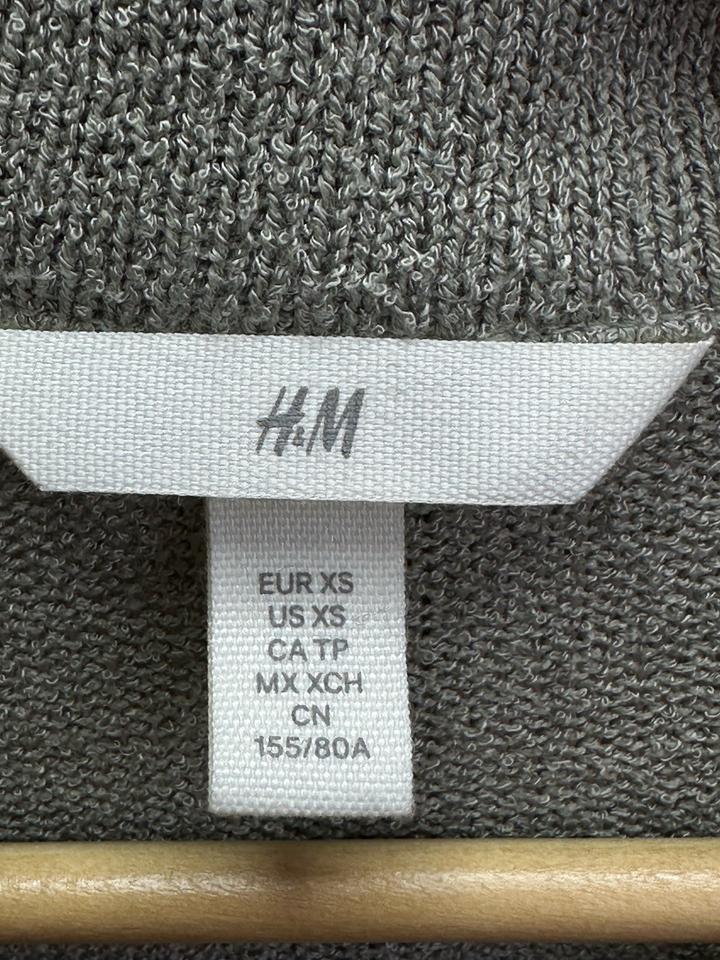 H&M
EUR XS
US XS
CA TP
MX XCH
CN
155/80A